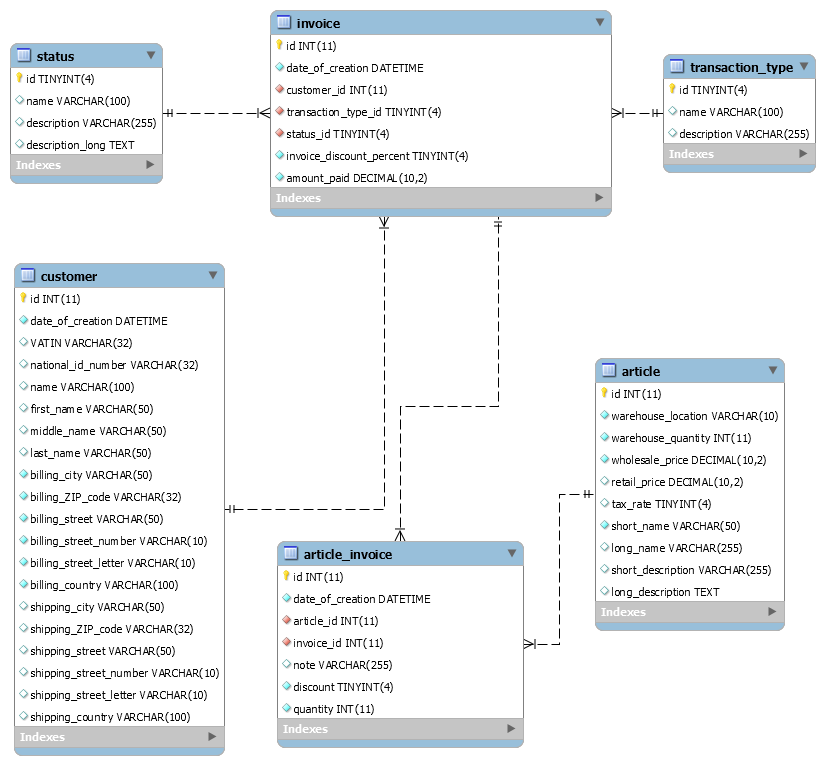 invoice
id INT(11)
date_of_creation DATETIME
customer_id INT(11)
transaction_type_id TINYINT(4)
status_id TINYINT(4)
invoice_discount_percent TINYINT(4)
amount_paid DECIMAL(10,2)
Indexes
status
id TINYINT(4)
name VARCHAR(100)
description VARCHAR(255)
description_long TEXT
Indexes
transaction_type
id TINYINT(4)
name VARCHAR(100)
description VARCHAR(255)
Indexes
customer
id INT(11)
date_of_creation DATETIME
VATIN VARCHAR(32)
national_id_number VARCHAR(32)
name VARCHAR(100)
first_name VARCHAR(50)
middle_name VARCHAR(50)
last_name VARCHAR(50)
billing_city VARCHAR(50)
billing_ZIP_code VARCHAR(32)
billing_street VARCHAR(50)
billing_street_number VARCHAR(10)
billing_street_letter VARCHAR(10)
billing_country VARCHAR(100)
shipping_city VARCHAR(50)
shipping_ZIP_code VARCHAR(32)
shipping_street VARCHAR(50)
shipping_street_number VARCHAR(10)
shipping_street_letter VARCHAR(10)
shipping_country VARCHAR(100)
Indexes
article
id INT(11)
warehouse_location VARCHAR(10)
warehouse_quantity INT(11)
wholesale_price DECIMAL(10,2)
retail_price DECIMAL(10,2)
tax_rate TINYINT(4)
short_name VARCHAR(50)
long_name VARCHAR(255)
short_description VARCHAR(255)
long_description TEXT
Indexes
article_invoice
id INT(11)
date_of_creation DATETIME
article_id INT(11)
invoice_id INT(11)
note VARCHAR(255)
discount TINYINT(4)
quantity INT(11)
Indexes